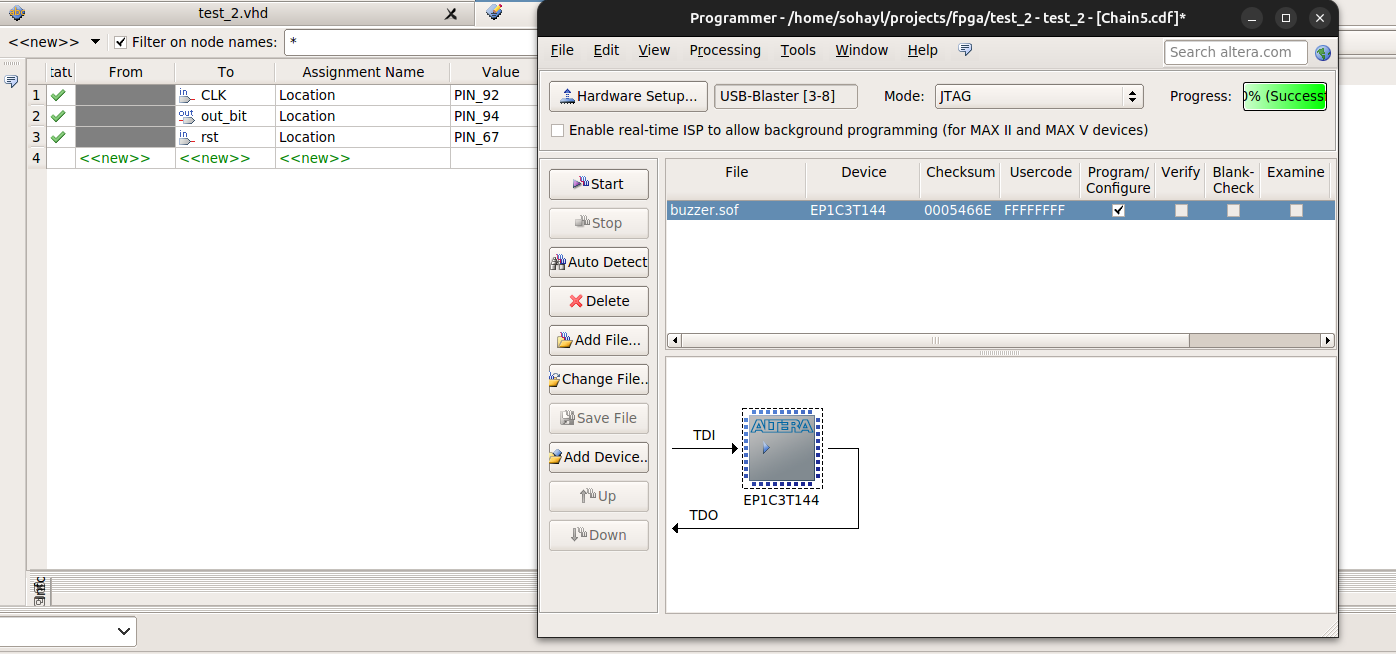 test_2.vhd
<<new>> Filter on node names: *
tatu From To Assignment Name Value
1 CLK Location PIN_92
2 out_bit Location PIN_94
3 rst Location PIN_67
4 <<new>> <<new>> <<new>>
Programmer - /home/sohayl/projects/fpga/test_2 - test_2 - [Chain5.cdf]*
File Edit View Processing Tools Window Help Search altera.com
Hardware Setup... USB-Blaster [3-8] Mode: JTAG Progress: 0% (Success
Enable real-time ISP to allow background programming (for MAX II and MAX V devices)
Start
Stop
Auto Detect
Delete
Add File...
Change File..
Save File
Add Device..
Up
Down
File Device Checksum Usercode Program/ Configure Verify Blank- Check Examine
buzzer.sof EP1C3T144 0005466E FFFFFFFF
TDI
ALTERA
EP1C3T144
TDO